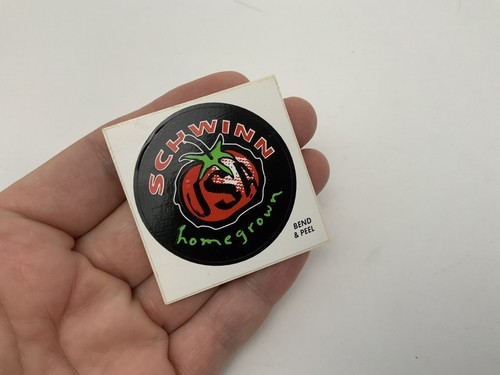 SCHWINN
USA
homegrown
BEND
& PEEL